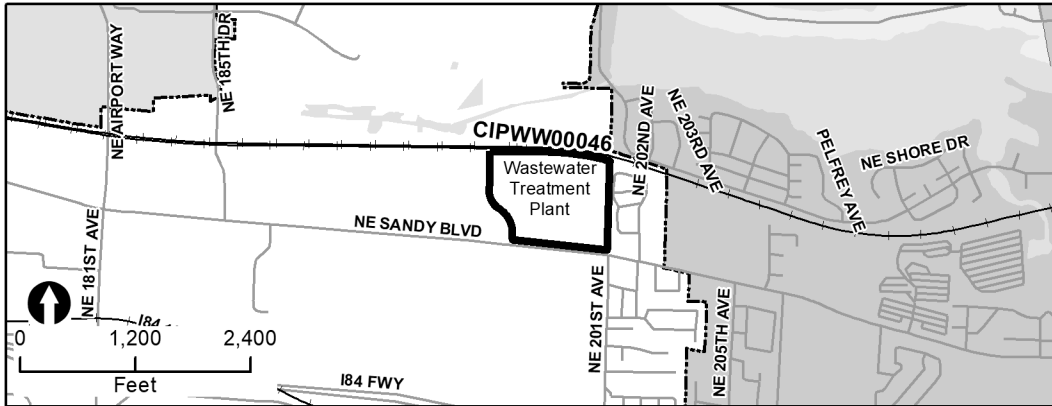 NE AIRPORT WAY
NE 185TH DR
CIPWW00046
NE 202ND AVE
NE 203RD AVE
PELFREY AVE
NE SHORE DR
Wastewater
Treatment
Plant
NE SANDY BLVD
NE 181ST AVE
NE 201ST AVE
NE 205TH AVE
I84
0 1,200 2,400
Feet
I84 FWY